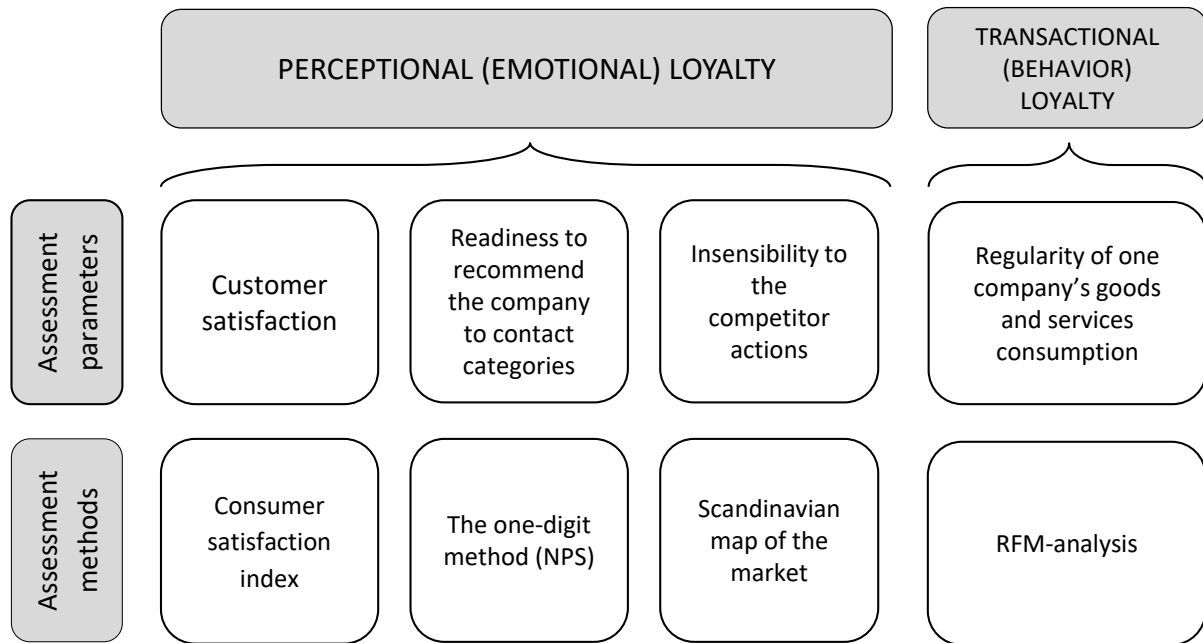 PERCEPTIONAL (EMOTIONAL) LOYALTY
TRANSACTIONAL
(BEHAVIOR)
LOYALTY
Assessment
parameters
Customer
satisfaction
Readiness to
recommend
the company
to contact
categories
Insensibility to
the
competitor
actions
Regularity of one
company’s goods
and services
consumption
Assessment
methods
Consumer
satisfaction
index
The one-digit
method (NPS)
Scandinavian
map of the
market
RFM-analysis